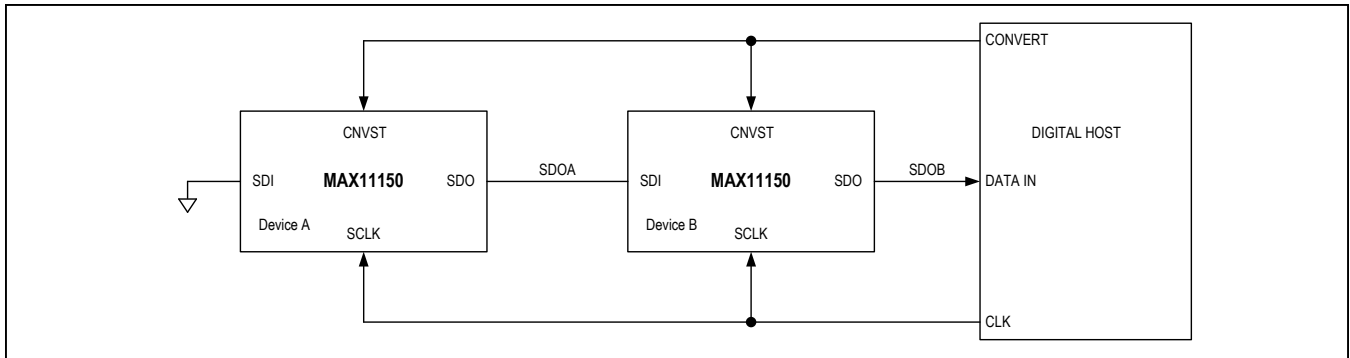 CONVERT
CNVST
CNVST
DIGITAL HOST
SDI
MAX11150
SDO
SDOA
SDI
MAX11150
SDO
SDOB
DATA IN
Device A
SCLK
Device B
SCLK
CLK